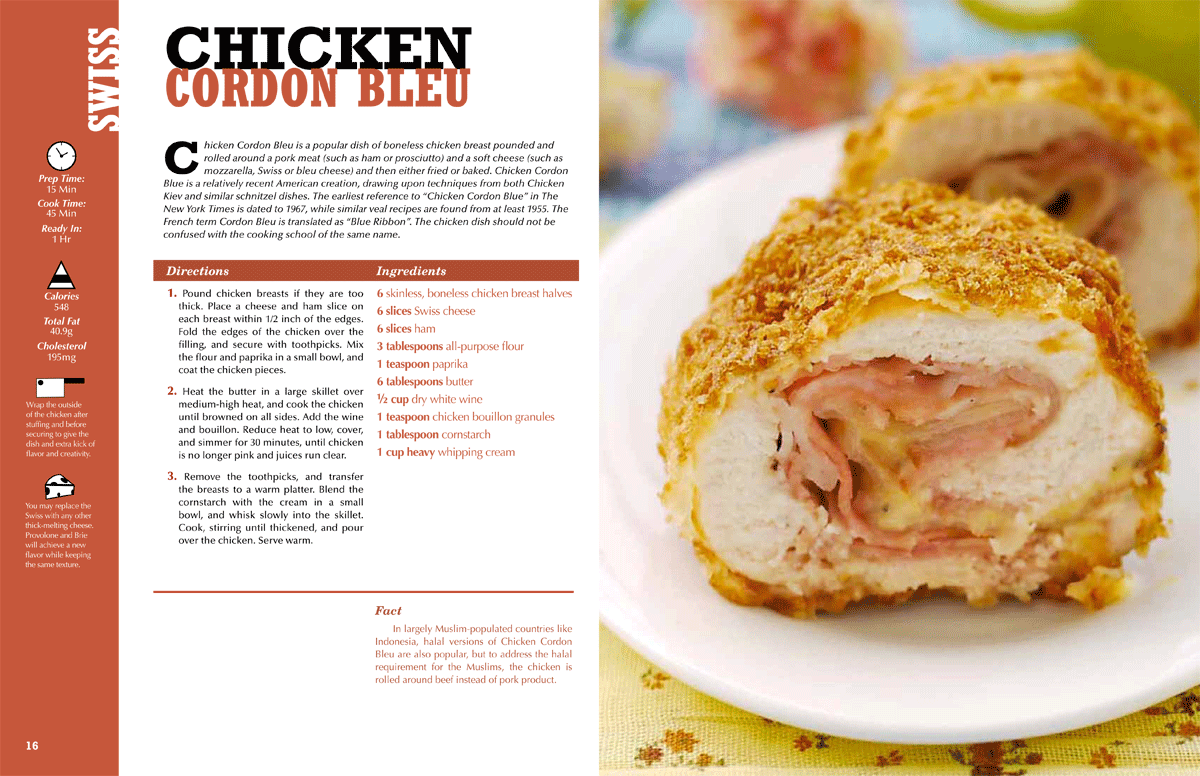 SWISS
Prep Time:
15 Min
Cook Time:
45 Min
Ready In:
1 Hr
Calories
548
Total Fat
40.9g
Cholesterol
195mg
Wrap the outside
of the chicken after
stuffing and before
securing to give the
dish and extra kick of
flavor and creativity.
You may replace the
Swiss with any other
thick-melting cheese.
Provolone and Brie
will achieve a new
flavor while keeping
the same texture.
16
CHICKEN
CORDON BLEU
Chicken Cordon Bleu is a popular dish of boneless chicken breast pounded and
rolled around a pork meat (such as ham or prosciutto) and a soft cheese (such as
mozzarella, Swiss or bleu cheese) and then either fried or baked. Chicken Cordon
Blue is a relatively recent American creation, drawing upon techniques from both Chicken
Kiev and similar schnitzel dishes. The earliest reference to “Chicken Cordon Blue” in The
New York Times is dated to 1967, while similar veal recipes are found from at least 1955. The
French term Cordon Bleu is translated as “Blue Ribbon”. The chicken dish should not be
confused with the cooking school of the same name.
Directions
1. Pound chicken breasts if they are too
thick. Place a cheese and ham slice on
each breast within 1/2 inch of the edges.
Fold the edges of the chicken over the
filling, and secure with toothpicks. Mix
the flour and paprika in a small bowl, and
coat the chicken pieces.
2. Heat the butter in a large skillet over
medium-high heat, and cook the chicken
until browned on all sides. Add the wine
and bouillon. Reduce heat to low, cover,
and simmer for 30 minutes, until chicken
is no longer pink and juices run clear.
3. Remove the toothpicks, and transfer
the breasts to a warm platter. Blend the
cornstarch with the cream in a small
bowl, and whisk slowly into the skillet.
Cook, stirring until thickened, and pour
over the chicken. Serve warm.
Ingredients
6 skinless, boneless chicken breast halves
6 slices Swiss cheese
6 slices ham
3 tablespoons all-purpose flour
1 teaspoon paprika
6 tablespoons butter
½ cup dry white wine
1 teaspoon chicken bouillon granules
1 tablespoon cornstarch
1 cup heavy whipping cream
Fact
In largely Muslim-populated countries like
Indonesia, halal versions of Chicken Cordon
Bleu are also popular, but to address the halal
requirement for the Muslims, the chicken is
rolled around beef instead of pork product.